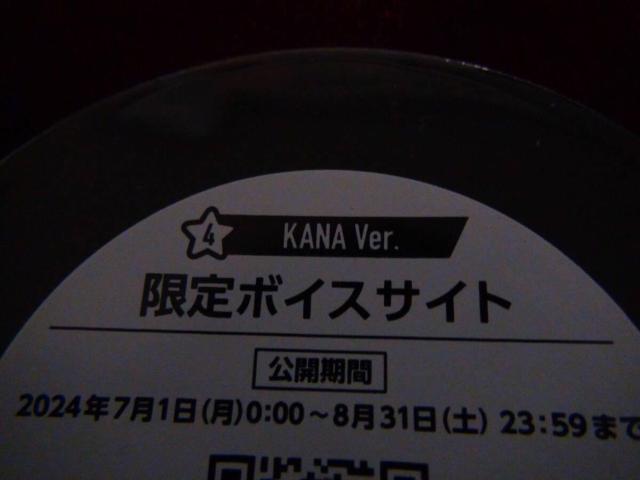 4 KANA Ver.
限定ボイスサイト
公開期間
2024年7月1日(月)0:00～8月31日(土) 23:59まで